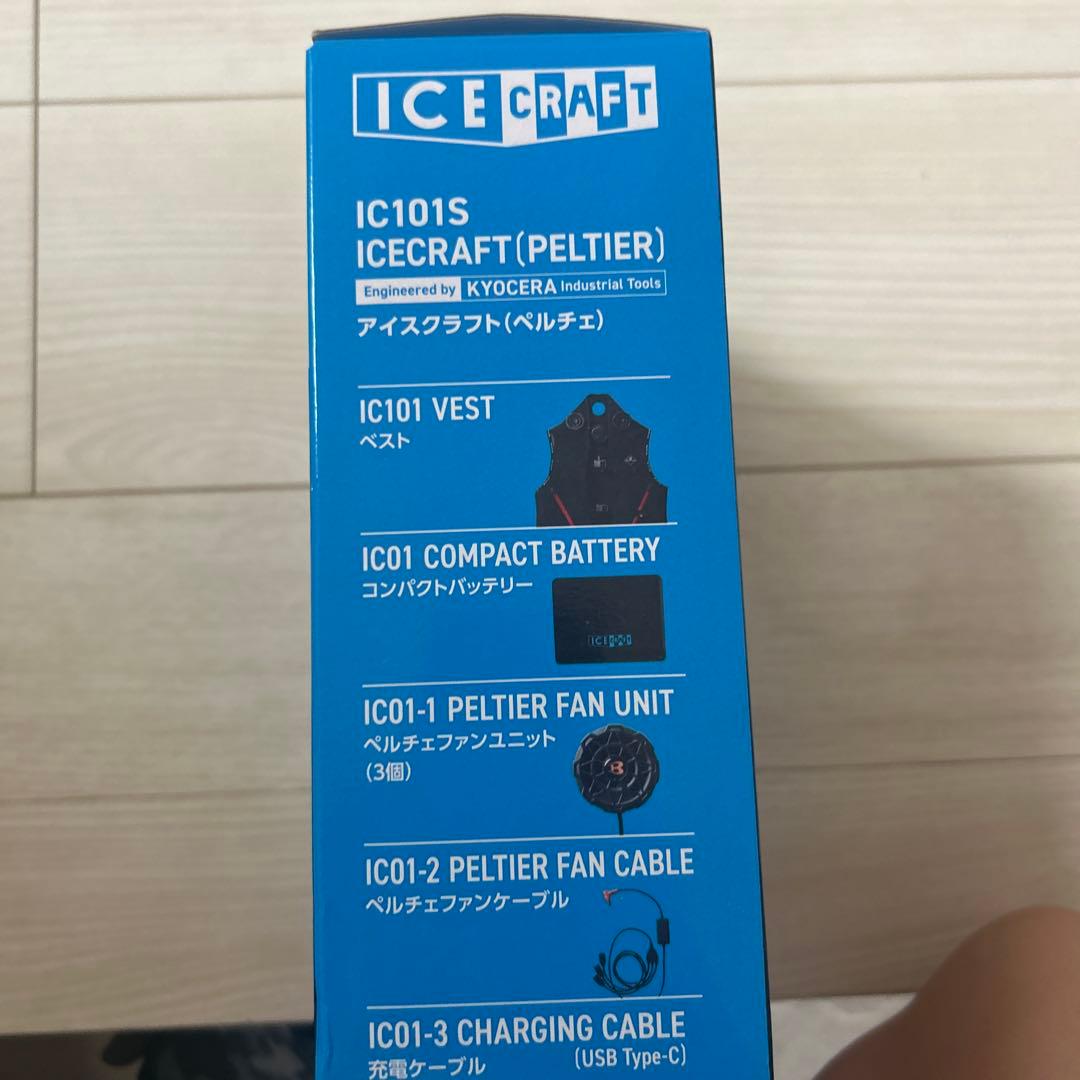 ICE CRAFT
IC101S
ICECRAFT(PELTIER)
Engineered by KYOCERA Industrial Tools
アイスクラフト(ペルチェ)
IC101 VEST
ベスト
IC01 COMPACT BATTERY
コンパクトバッテリー
IC01-1 PELTIER FAN UNIT
ペルチェファンユニット
(3個)
B
IC01-2 PELTIER FAN CABLE
ペルチェファンケーブル
IC01-3 CHARGING CABLE
充電ケーブル (USB Type-C)